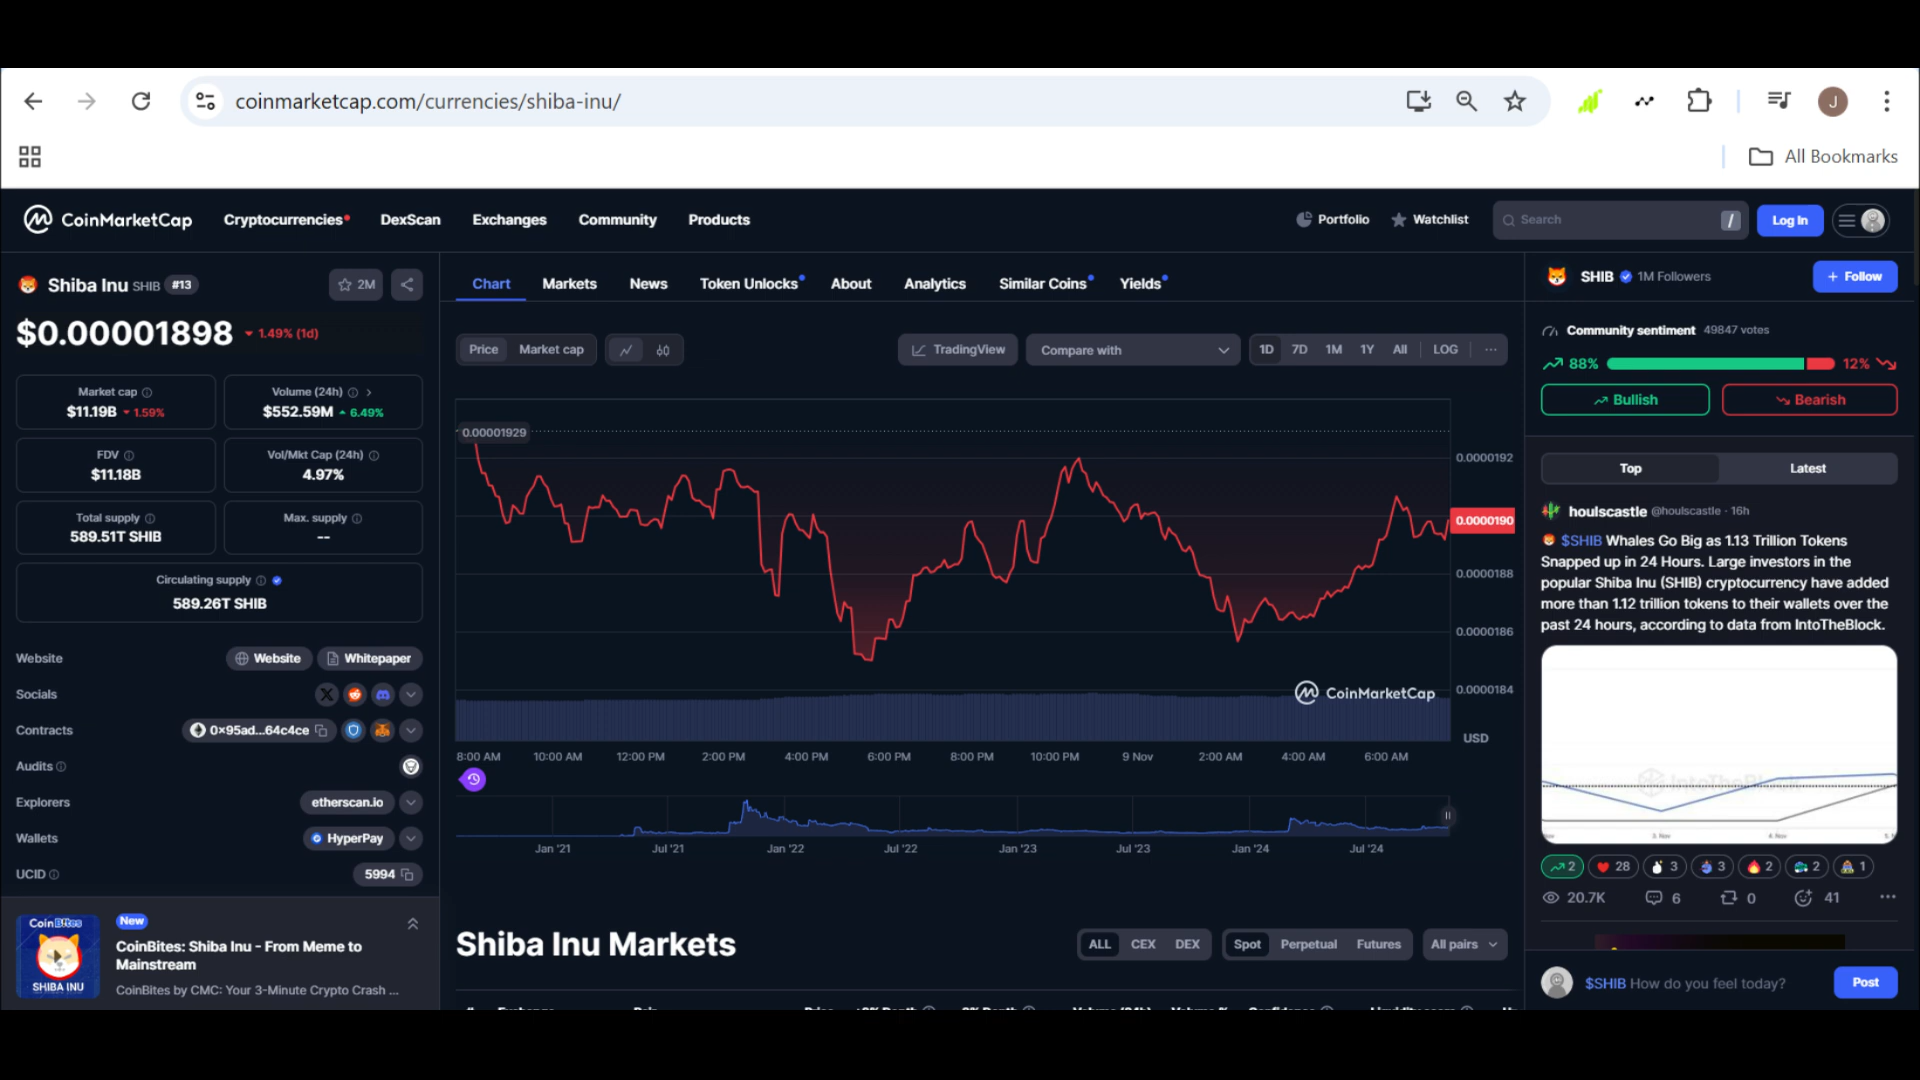 coinmarketcap.com/currencies/shiba-inu/
J
All Bookmarks
CoinMarketCap Cryptocurrencies DexScan Exchanges Community Products Portfolio Watchlist Search / Log In
Shiba Inu SHIB #13 2M
$0.00001898 1.49% (1d)
Market cap Volume (24h)
$11.19B 1.59% $552.59M 6.49%
FDV Vol/Mkt Cap (24h)
$11.18B 4.97%
Total supply Max. supply
589.51T SHIB --
Circulating supply
589.26T SHIB
Website Website Whitepaper
Socials
Contracts 0x95ad...64c4ce
Audits
Explorers etherscan.io
Wallets HyperPay
UCID 5994
CoinBites
SHIBA INU
New
CoinBites: Shiba Inu - From Meme to
Mainstream
CoinBites by CMC: Your 3-Minute Crypto Crash ...
Chart Markets News Token Unlocks About Analytics Similar Coins Yields
Price Market cap TradingView Compare with 1D 7D 1M 1Y All LOG ...
0.00001929
0.0000192
0.0000190
0.0000188
0.0000186
0.0000184
CoinMarketCap
USD
8:00 AM 10:00 AM 12:00 PM 2:00 PM 4:00 PM 6:00 PM 8:00 PM 10:00 PM 9 Nov 2:00 AM 4:00 AM 6:00 AM
Jan '21 Jul '21 Jan '22 Jul '22 Jan '23 Jul '23 Jan '24 Jul '24
Shiba Inu Markets ALL CEX DEX Spot Perpetual Futures All pairs
SHIB 1M Followers + Follow
Community sentiment 49847 votes
88% 12%
Bullish Bearish
Top Latest
houlscastle @houlscastle · 16h
$SHIB Whales Go Big as 1.13 Trillion Tokens
Snapped up in 24 Hours. Large investors in the
popular Shiba Inu (SHIB) cryptocurrency have added
more than 1.12 trillion tokens to their wallets over the
past 24 hours, according to data from IntoTheBlock.
IntoTheBlock
3. Nov 4. Nov
2 28 3 3 2 2 1
20.7K 6 0 41 ...
$SHIB How do you feel today? Post